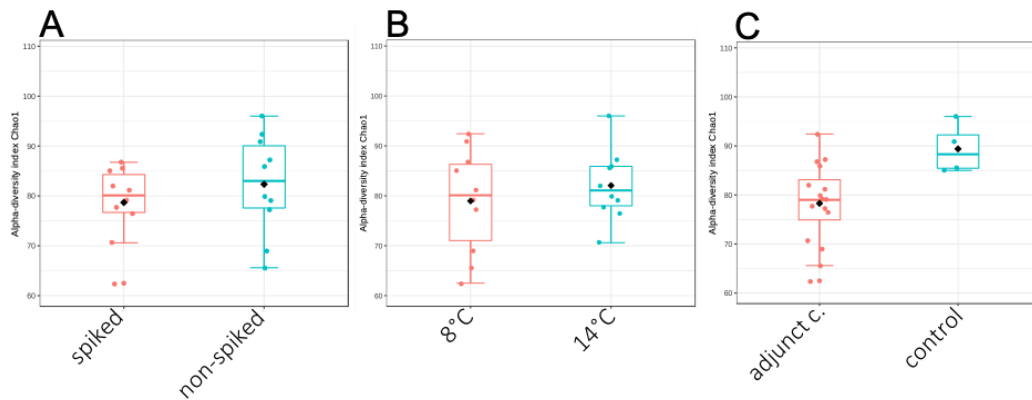 A
Alpha-diversity index Chao1
110
100
90
80
70
60
spiked
non-spiked
B
Alpha-diversity index Chao1
110
100
90
80
70
60
8°C
14°C
C
Alpha-diversity index Chao1
110
100
90
80
70
60
adjunct c.
control